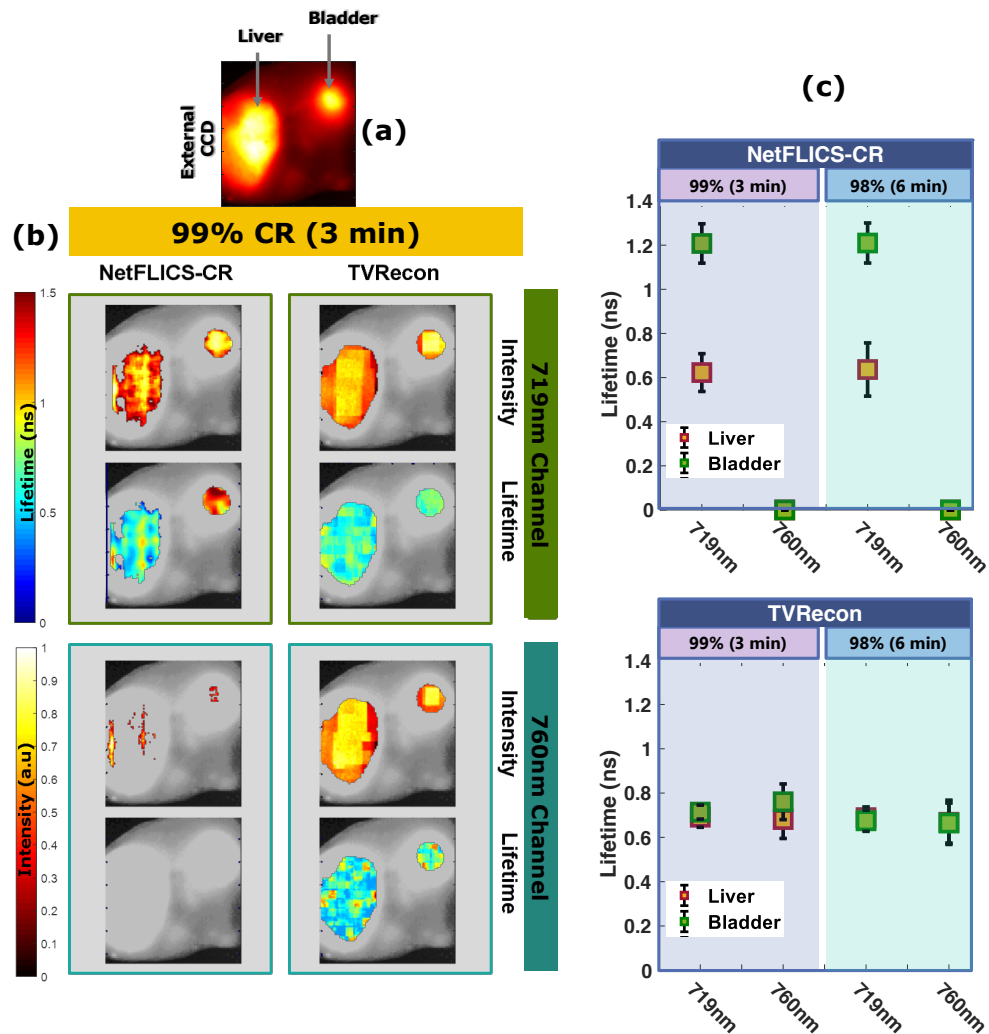 Liver
Bladder
External
CCD
(a)
(b)
99% CR (3 min)
NetFLICS-CR
TVRecon
Lifetime (ns)
1.5
1
0.5
0
Intensity
Lifetime
719nm Channel
Intensity (a.u)
1
0.9
0.8
0.7
0.6
0.5
0.4
0.3
0.2
0.1
0
Intensity
Lifetime
760nm Channel
(c)
NetFLICS-CR
99% (3 min)
98% (6 min)
Lifetime (ns)
1.4
1.2
1
0.8
0.6
0.4
0.2
0
Liver
Bladder
719nm
760nm
719nm
760nm
TVRecon
99% (3 min)
98% (6 min)
Lifetime (ns)
1.4
1.2
1
0.8
0.6
0.4
0.2
0
Liver
Bladder
719nm
760nm
719nm
760nm